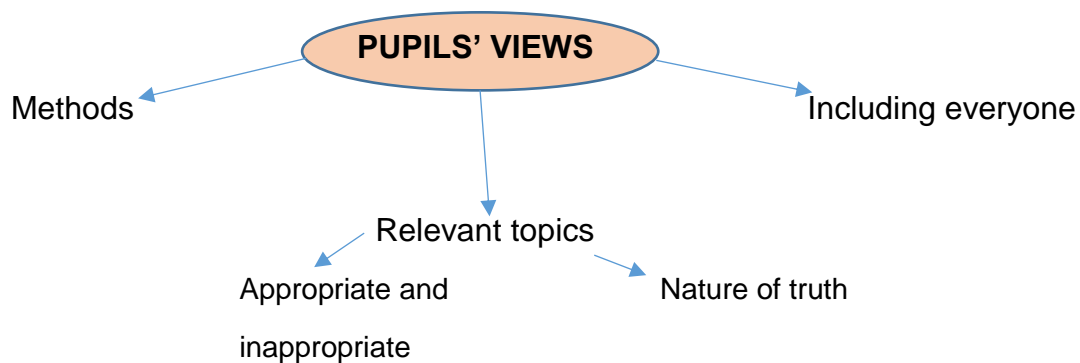 PUPILS’ VIEWS
Methods
Including everyone
Relevant topics
Appropriate and
inappropriate
Nature of truth